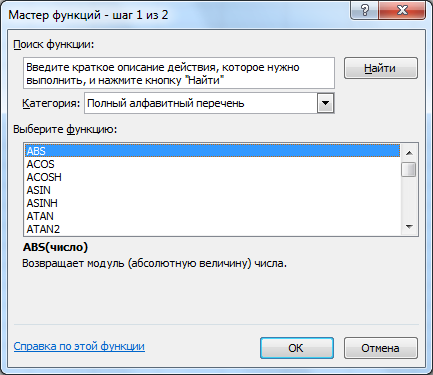 Мастер функций - шаг 1 из 2
Поиск функции:
Введите краткое описание действия, которое нужно
выполнить, и нажмите кнопку "Найти"
Найти
Категория: Полный алфавитный перечень
Выберите функцию:
ABS
ACOS
ACOSH
ASIN
ASINH
ATAN
ATAN2
ABS(число)
Возвращает модуль (абсолютную величину) числа.
Справка по этой функции
ОК
Отмена